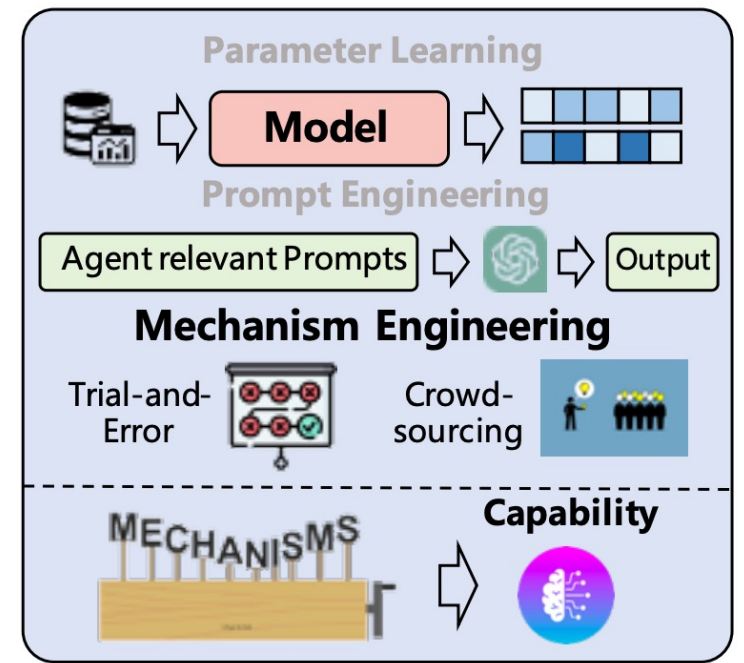 Parameter Learning
Model
Prompt Engineering
Agent relevant Prompts
Output
Mechanism Engineering
Trial-and-
Error
Crowd-
sourcing
MECHANISMS
Capability